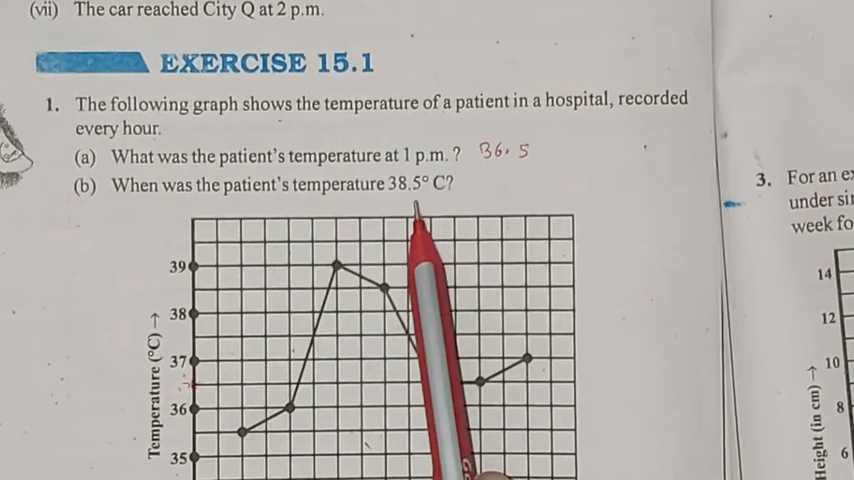 (vii) The car reached City Q at 2 p.m.
EXERCISE 15.1
1. The following graph shows the temperature of a patient in a hospital, recorded
every hour.
(a) What was the patient's temperature at 1 p.m. ? 36.5
(b) When was the patient's temperature 38.5° C?
39
38
37
36
35
Temperature (°C) →
3. For an ex
under sin
week fo
14
12
10
8
6
Height (in cm) →